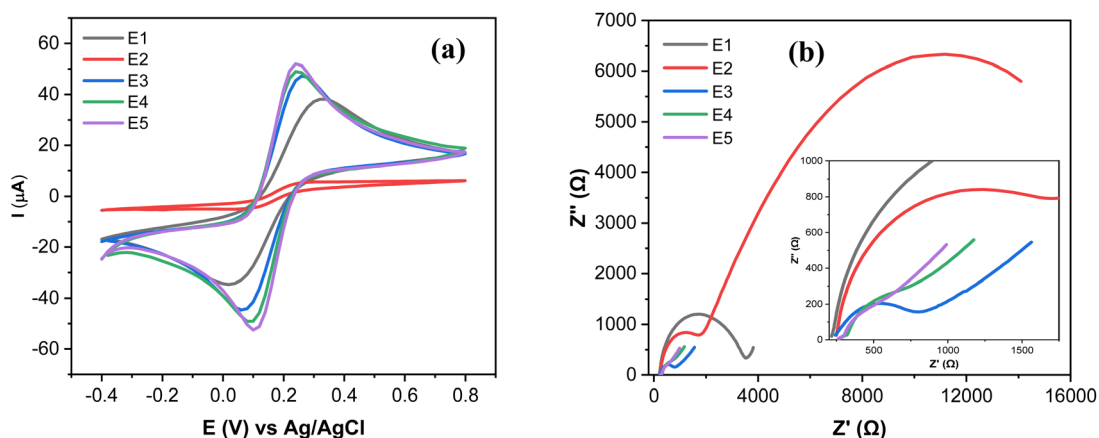 (a)
E1
E2
E3
E4
E5
60
40
20
0
-20
-40
-60
I (µA)
-0.4
-0.2
0.0
0.2
0.4
0.6
0.8
E (V) vs Ag/AgCl
(b)
E1
E2
E3
E4
E5
7000
6000
5000
4000
3000
2000
1000
0
Z'' (Ω)
0
4000
8000
12000
16000
Z' (Ω)
1000
800
600
400
200
0
Z'' (Ω)
500
1000
1500
Z' (Ω)